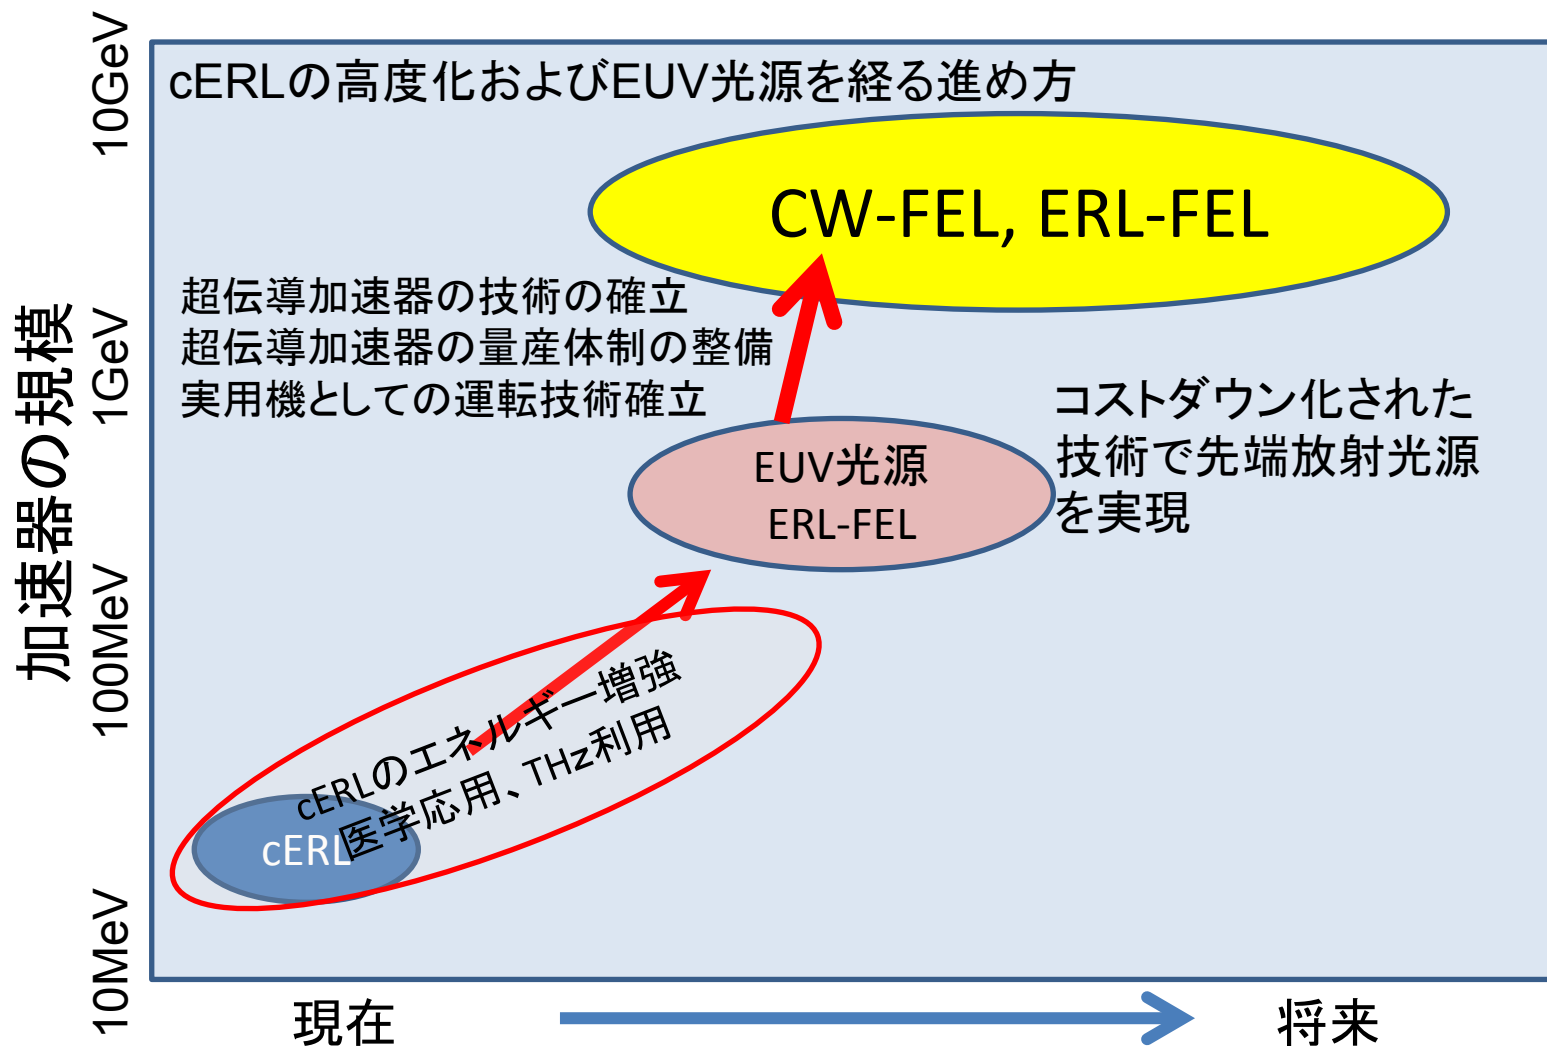 cERLの高度化およびEUV光源を経る進め方
CW-FEL, ERL-FEL
超伝導加速器の技術の確立
超伝導加速器の量産体制の整備
実用機としての運転技術確立
コストダウン化された
技術で先端放射光源
を実現
EUV光源
ERL-FEL
cERLのエネルギー増強
医学応用、THz利用
cERL
加速器の規模
10GeV
1GeV
100MeV
10MeV
現在
将来